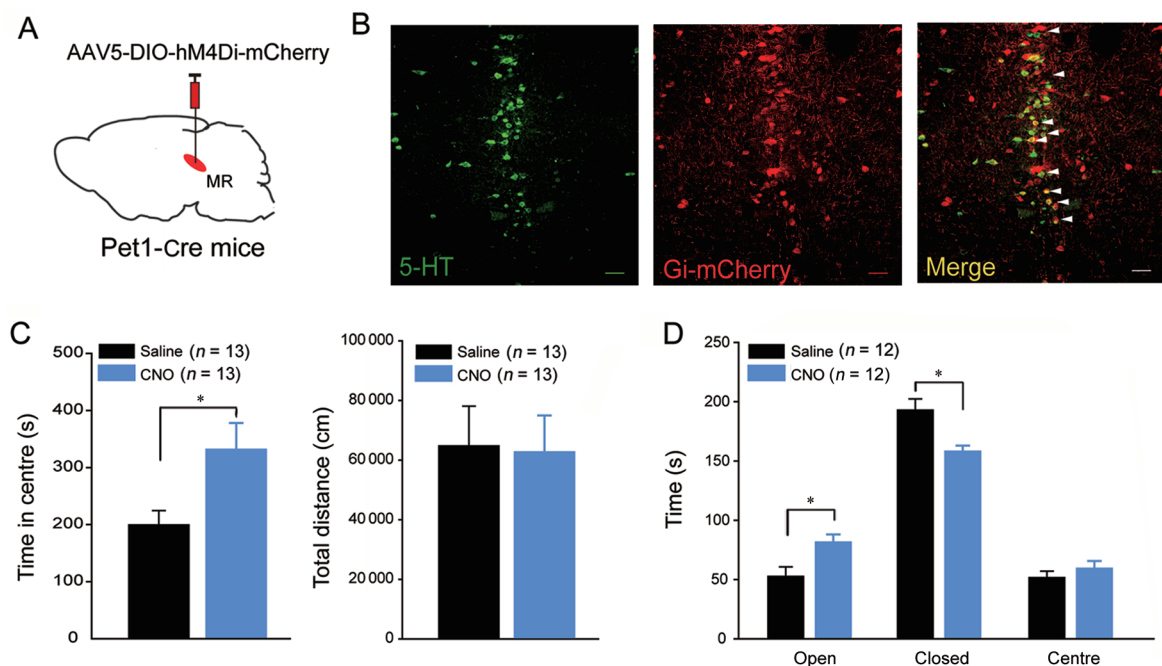 A
AAV5-DIO-hM4Di-mCherry
MR
Pet1-Cre mice
B
5-HT
Gi-mCherry
Merge
C
Time in centre (s)
500
400
300
200
100
0
Saline (n = 13)
CNO (n = 13)
*
Total distance (cm)
100 000
80 000
60 000
40 000
20 000
0
Saline (n = 13)
CNO (n = 13)
D
Time (s)
250
200
150
100
50
0
Saline (n = 12)
CNO (n = 12)
*
*
Open
Closed
Centre